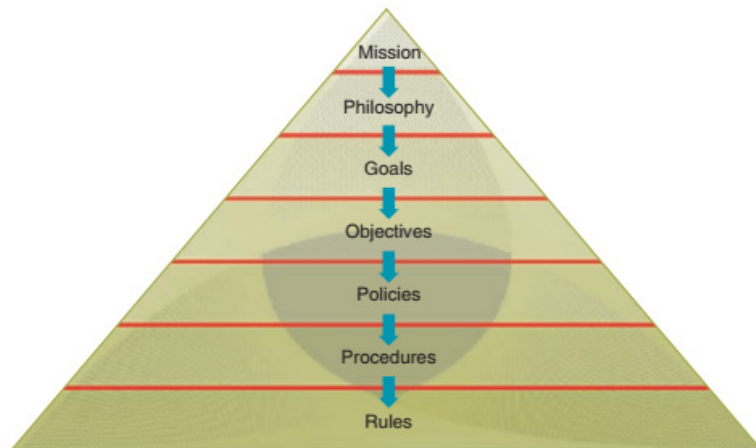 Mission
Philosophy
Goals
Objectives
Policies
Procedures
Rules